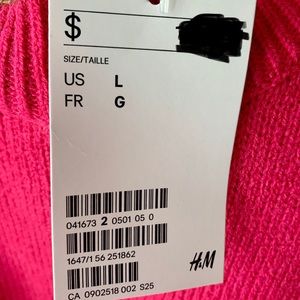 $
SIZE/TAILLE
US L
FR G
041673 2 0501 05 0
1647/1 56 251862
H&M
CA 0902518 002 S25